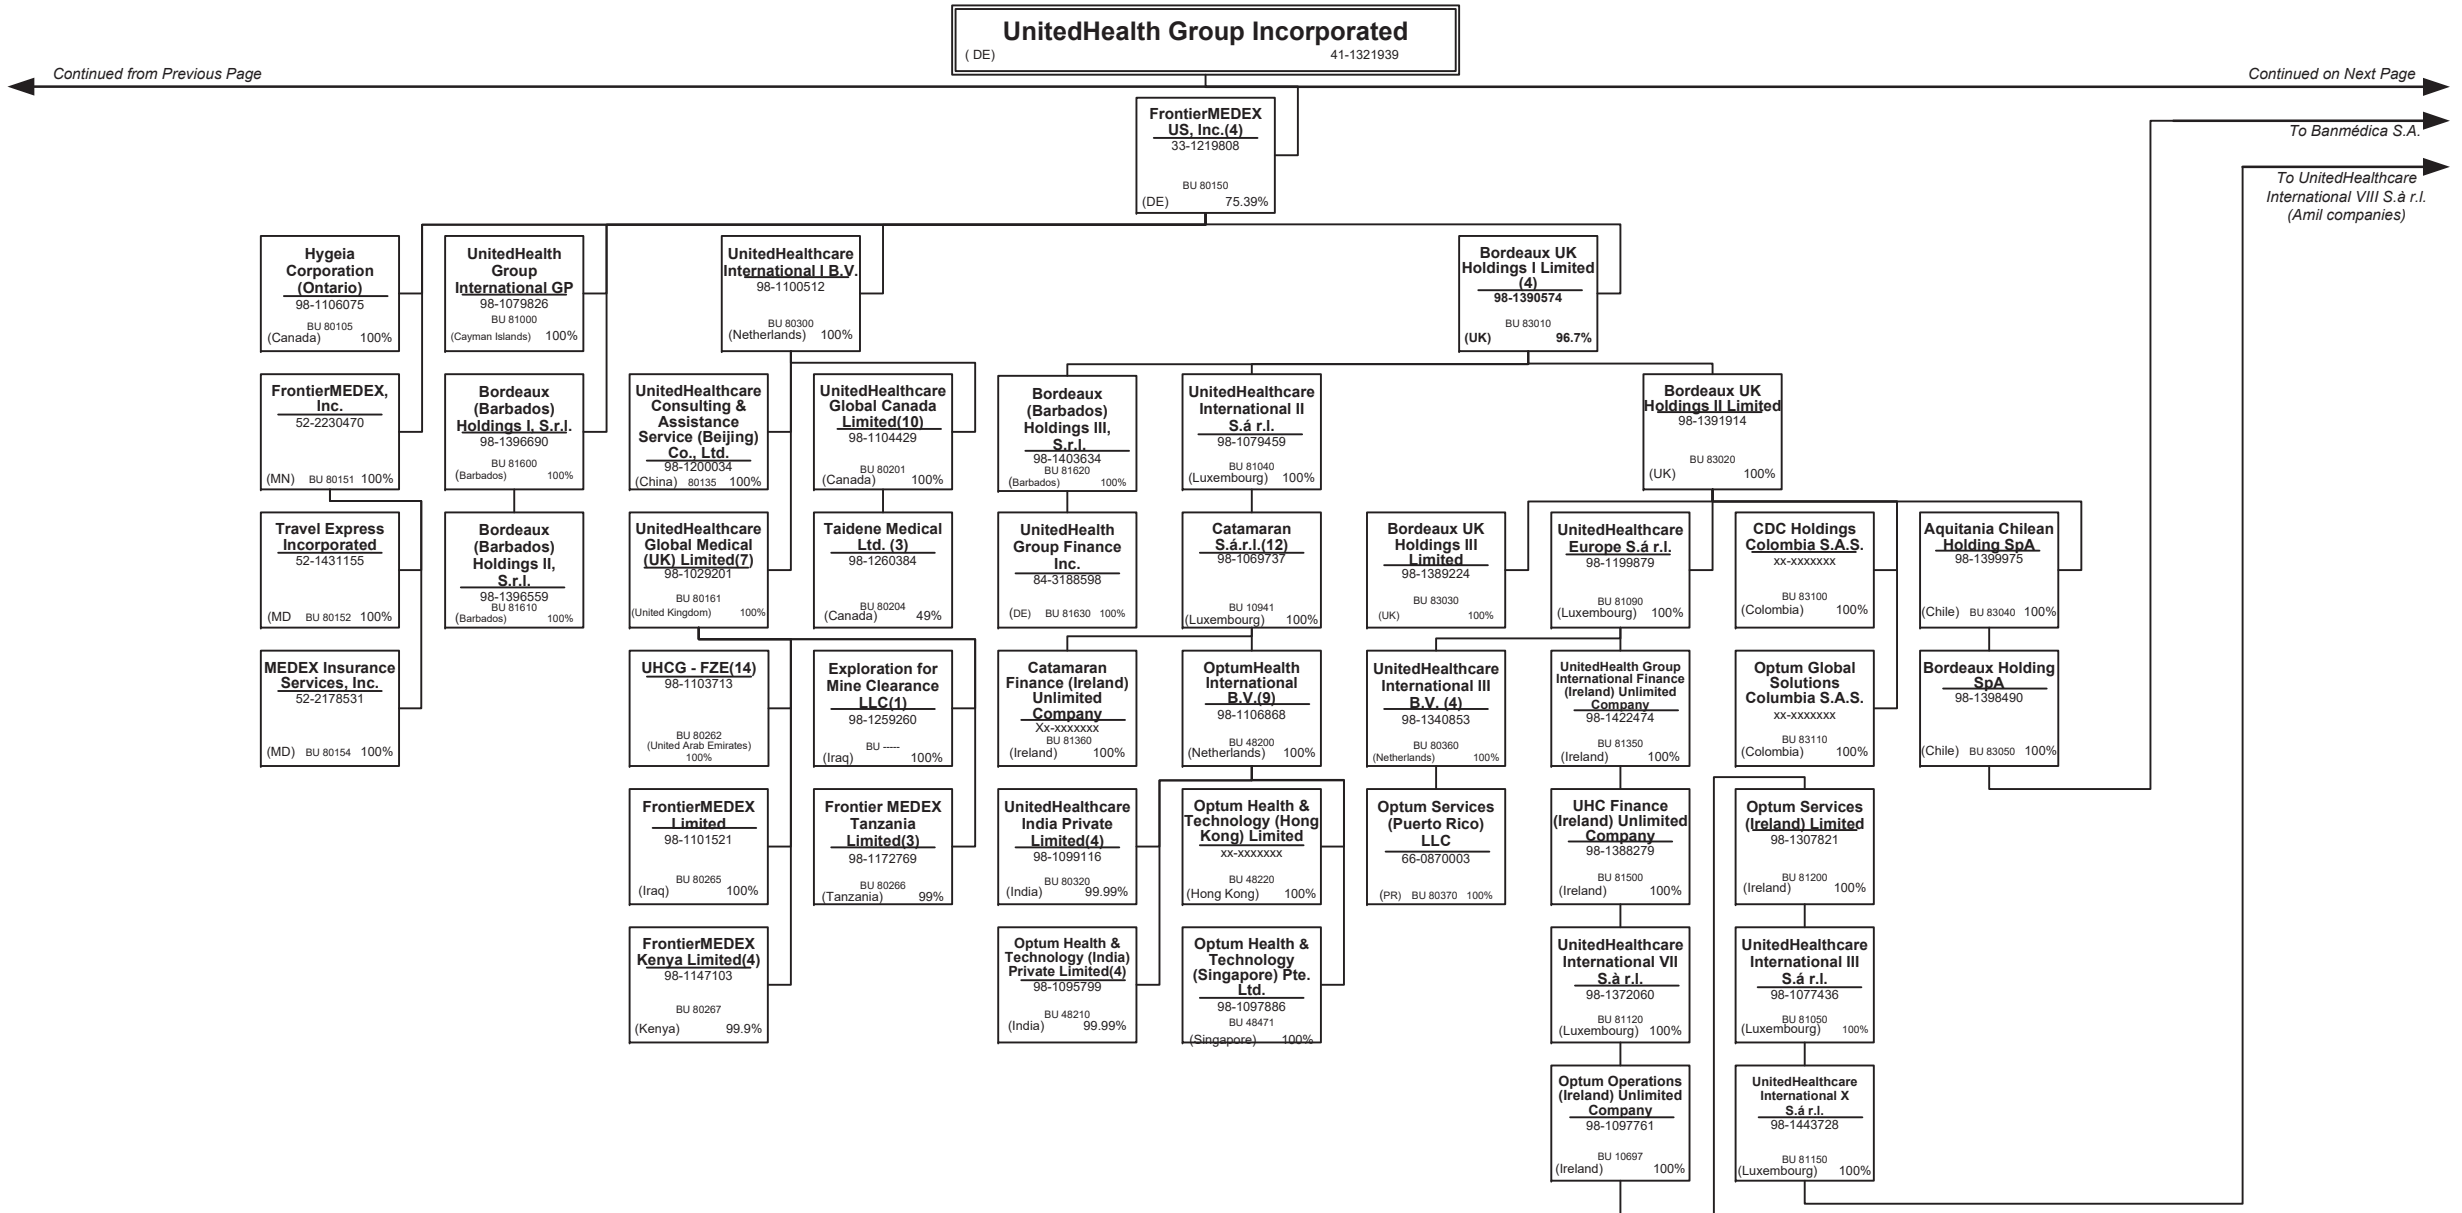 UnitedHealth Group Incorporated
( DE) 41-1321939
Continued from Previous Page
Continued on Next Page
FrontierMEDEX
US, Inc.(4)
33-1219808
BU 80150
(DE) 75.39%
To Banmédica S.A.
To UnitedHealthcare
International VIII S.à r.l.
(Amil companies)
Hygeia
Corporation
(Ontario)
98-1106075
BU 80105
(Canada) 100%
UnitedHealth
Group
International GP
98-1079826
BU 81000
(Cayman Islands) 100%
UnitedHealthcare
International I B.V.
98-1100512
BU 80300
(Netherlands) 100%
Bordeaux UK
Holdings I Limited
(4)
98-1390574
BU 83010
(UK) 96.7%
FrontierMEDEX,
Inc.
52-2230470
(MN) BU 80151 100%
Bordeaux
(Barbados)
Holdings I, S.r.l.
98-1396690
BU 81600
(Barbados) 100%
UnitedHealthcare
Consulting &
Assistance
Service (Beijing)
Co., Ltd.
98-1200034
(China) 80135 100%
UnitedHealthcare
Global Canada
Limited(10)
98-1104429
BU 80201
(Canada) 100%
Bordeaux
(Barbados)
Holdings III,
S.r.l.
98-1403634
BU 81620
(Barbados) 100%
UnitedHealthcare
International II
S.á r.l.
98-1079459
BU 81040
(Luxembourg) 100%
Bordeaux UK
Holdings II Limited
98-1391914
BU 83020
(UK) 100%
Travel Express
Incorporated
52-1431155
(MD BU 80152 100%
Bordeaux
(Barbados)
Holdings II,
S.r.l.
98-1396559
BU 81610
(Barbados) 100%
UnitedHealthcare
Global Medical
(UK) Limited(7)
98-1029201
BU 80161
(United Kingdom) 100%
Taidene Medical
Ltd. (3)
98-1260384
BU 80204
(Canada) 49%
UnitedHealth
Group Finance
Inc.
84-3188598
(DE) BU 81630 100%
Catamaran
S.á.r.l.(12)
98-1069737
BU 10941
(Luxembourg) 100%
Bordeaux UK
Holdings III
Limited
98-1389224
BU 83030
(UK) 100%
UnitedHealthcare
Europe S.á r.l.
98-1199879
BU 81090
(Luxembourg) 100%
CDC Holdings
Colombia S.A.S.
xx-xxxxxxx
BU 83100
(Colombia) 100%
Aquitania Chilean
Holding SpA
98-1399975
(Chile) BU 83040 100%
MEDEX Insurance
Services, Inc.
52-2178531
(MD) BU 80154 100%
UHCG - FZE(14)
98-1103713
BU 80262
(United Arab Emirates)
100%
Exploration for
Mine Clearance
LLC(1)
98-1259260
BU -----
(Iraq) 100%
Catamaran
Finance (Ireland)
Unlimited
Company
Xx-xxxxxxx
BU 81360
(Ireland) 100%
OptumHealth
International
B.V.(9)
98-1106868
BU 48200
(Netherlands) 100%
UnitedHealthcare
International III
B.V. (4)
98-1340853
BU 80360
(Netherlands) 100%
UnitedHealth Group
International Finance
(Ireland) Unlimited
Company
98-1422474
BU 81350
(Ireland) 100%
Optum Global
Solutions
Columbia S.A.S.
xx-xxxxxxx
BU 83110
(Colombia) 100%
Bordeaux Holding
SpA
98-1398490
(Chile) BU 83050 100%
FrontierMEDEX
Limited
98-1101521
BU 80265
(Iraq) 100%
Frontier MEDEX
Tanzania
Limited(3)
98-1172769
BU 80266
(Tanzania) 99%
UnitedHealthcare
India Private
Limited(4)
98-1099116
BU 80320
(India) 99.99%
Optum Health &
Technology (Hong
Kong) Limited
xx-xxxxxxx
BU 48220
(Hong Kong) 100%
Optum Services
(Puerto Rico)
LLC
66-0870003
(PR) BU 80370 100%
UHC Finance
(Ireland) Unlimited
Company
98-1388279
BU 81500
(Ireland) 100%
Optum Services
(Ireland) Limited
98-1307821
BU 81200
(Ireland) 100%
FrontierMEDEX
Kenya Limited(4)
98-1147103
BU 80267
(Kenya) 99.9%
Optum Health &
Technology (India)
Private Limited(4)
98-1095799
BU 48210
(India) 99.99%
Optum Health &
Technology
(Singapore) Pte.
Ltd.
98-1097886
BU 48471
(Singapore) 100%
UnitedHealthcare
International VII
S.à r.l.
98-1372060
BU 81120
(Luxembourg) 100%
UnitedHealthcare
International III
S.á r.l.
98-1077436
BU 81050
(Luxembourg) 100%
Optum Operations
(Ireland) Unlimited
Company
98-1097761
BU 10697
(Ireland) 100%
UnitedHealthcare
International X
S.á r.l.
98-1443728
BU 81150
(Luxembourg) 100%